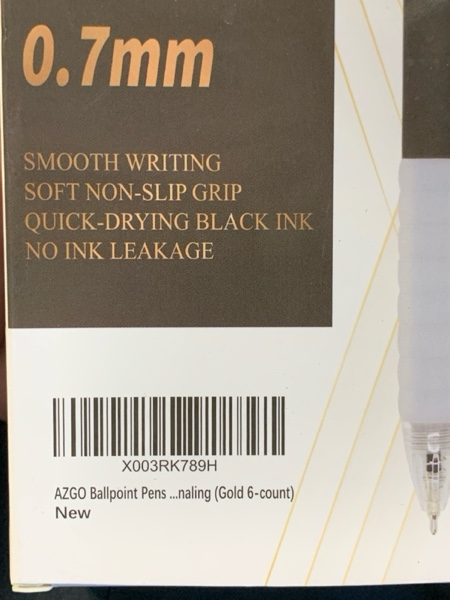 0.7mm
SMOOTH WRITING
SOFT NON-SLIP GRIP
QUICK-DRYING BLACK INK
NO INK LEAKAGE
X003RK789H
AZGO Ballpoint Pens ...naling (Gold 6-count)
New